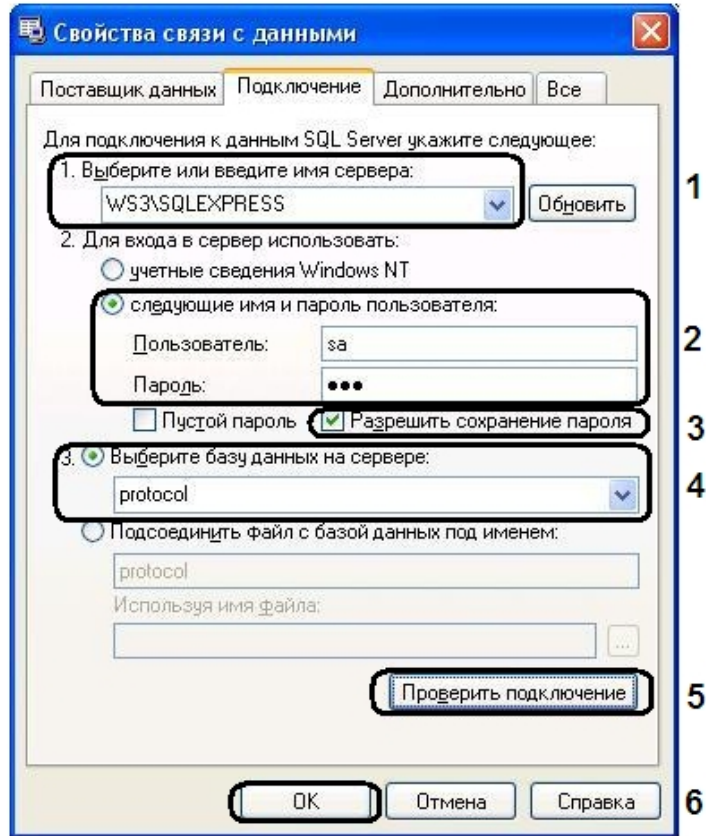 Свойства связи с данными
Поставщик данных Подключение Дополнительно Все
Для подключения к данным SQL Server укажите следующее:
1. Выберите или введите имя сервера:
WS3\SQLEXPRESS Обновить
1
2. Для входа в сервер использовать:
учетные сведения Windows NT
следующие имя и пароль пользователя:
Пользователь: sa
2
Пароль: •••
Пустой пароль Разрешить сохранение пароля
3
3. Выберите базу данных на сервере:
protocol
4
Подсоединить файл с базой данных под именем:
protocol
Используя имя файла:
...
Проверить подключение
5
OK Отмена Справка
6